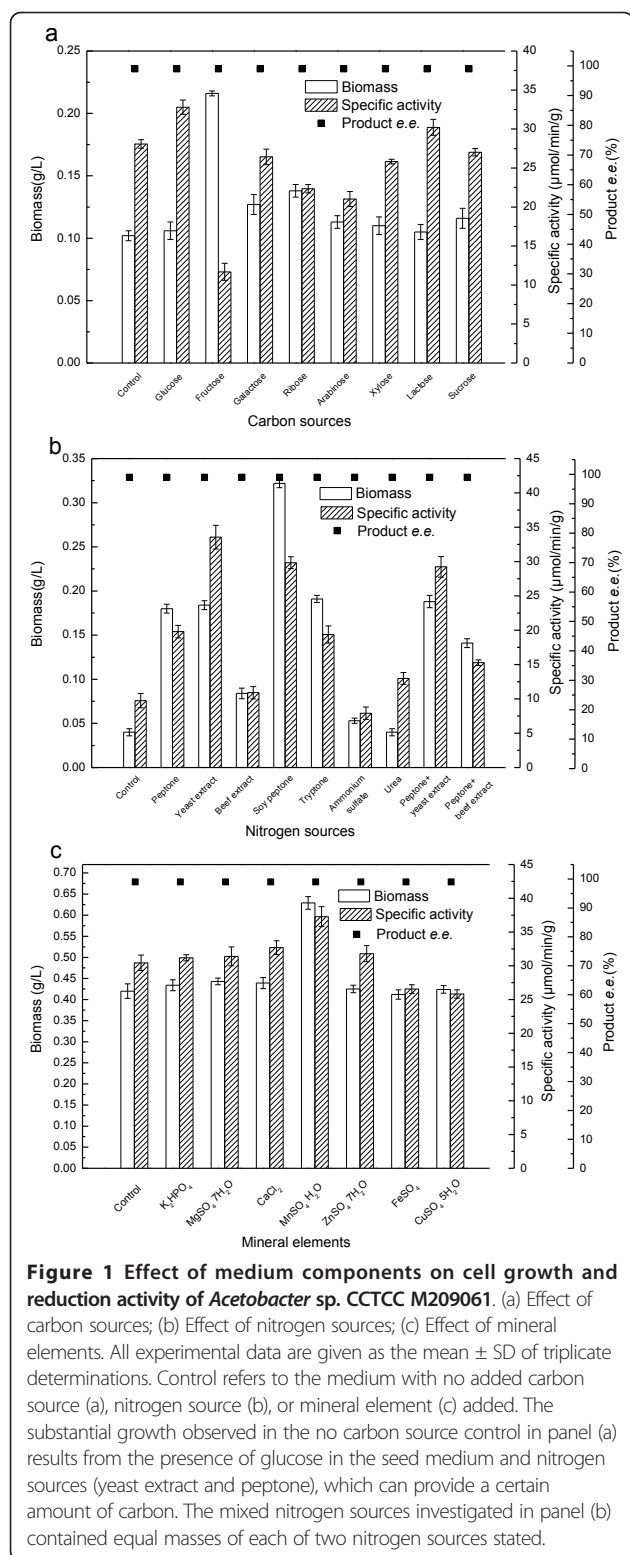 a
0.25
0.20
0.15
0.10
0.05
0.00
Biomass(g/L)
Biomass
Specific activity
Product e.e.
40
35
30
25
20
15
10
5
0
Specific activity (μmol/min/g)
100
90
80
70
60
50
40
30
20
10
0
Product e.e.(%)
Control
Glucose
Fructose
Galactose
Ribose
Arabinose
Xylose
Lactose
Sucrose
Carbon sources
b
0.35
0.30
0.25
0.20
0.15
0.10
0.05
0.00
Biomass(g/L)
Biomass
Specific activity
Product e.e.
45
40
35
30
25
20
15
10
5
0
Specific activity (μmol/min/g)
100
90
80
70
60
50
40
30
20
10
0
Product e.e.(%)
Control
Peptone
Yeast extract
Beef extract
Soy peptone
Tryptone
Ammonium
sulfate
Urea
Peptone+
yeast extract
Peptone+
beef extract
Nitrogen sources
c
0.70
0.65
0.60
0.55
0.50
0.45
0.40
0.35
0.30
0.25
0.20
0.15
0.10
0.05
0.00
Biomass (g/L)
Biomass
Specific activity
Product e.e.
45
40
35
30
25
20
15
10
5
0
Specific activity (μmol/min/g)
100
80
60
40
20
0
Product e.e.(%)
Control
K₂HPO₄
MgSO₄ 7H₂O
CaCl₂
MnSO₄ H₂O
ZnSO₄ 7H₂O
FeSO₄
CuSO₄ 5H₂O
Mineral elements
Figure 1 Effect of medium components on cell growth and
reduction activity of Acetobacter sp. CCTCC M209061. (a) Effect of
carbon sources; (b) Effect of nitrogen sources; (c) Effect of mineral
elements. All experimental data are given as the mean ± SD of triplicate
determinations. Control refers to the medium with no added carbon
source (a), nitrogen source (b), or mineral element (c) added. The
substantial growth observed in the no carbon source control in panel (a)
results from the presence of glucose in the seed medium and nitrogen
sources (yeast extract and peptone), which can provide a certain
amount of carbon. The mixed nitrogen sources investigated in panel (b)
contained equal masses of each of two nitrogen sources stated.